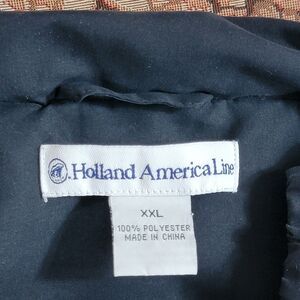 Holland America Line
XXL
100% POLYESTER
MADE IN CHINA